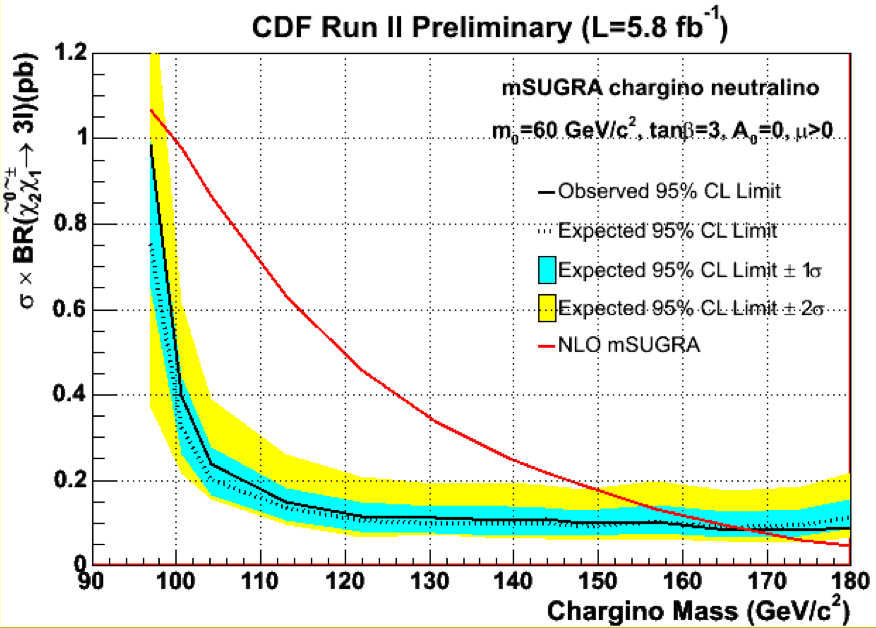 CDF Run II Preliminary (L=5.8 fb⁻¹)
σ × BR(χ̃₂⁰χ̃₁± → 3l)(pb)
1.2
1
0.8
0.6
0.4
0.2
0
mSUGRA chargino neutralino
m₀=60 GeV/c², tanβ=3, A₀=0, μ>0
Observed 95% CL Limit
Expected 95% CL Limit
Expected 95% CL Limit ± 1σ
Expected 95% CL Limit ± 2σ
NLO mSUGRA
90 100 110 120 130 140 150 160 170 180
Chargino Mass (GeV/c²)